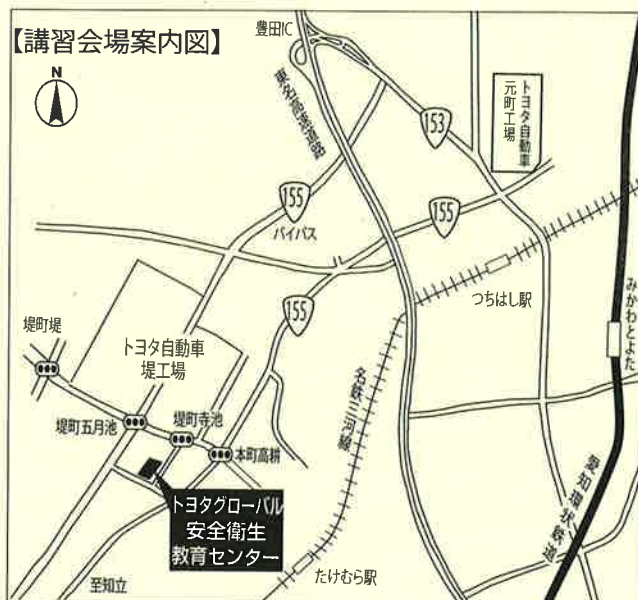 【講習会場案内図】
N
豊田IC
東名高速道路
153
トヨタ自動車
元町工場
155
バイパス
155
155
つちはし駅
みかわとよた
堤町堤
トヨタ自動車
堤工場
名鉄三河線
堤町五月池
堤町寺池
本町高耕
愛知環状鉄道
トヨタグローバル
安全衛生
教育センター
たけむら駅
至知立